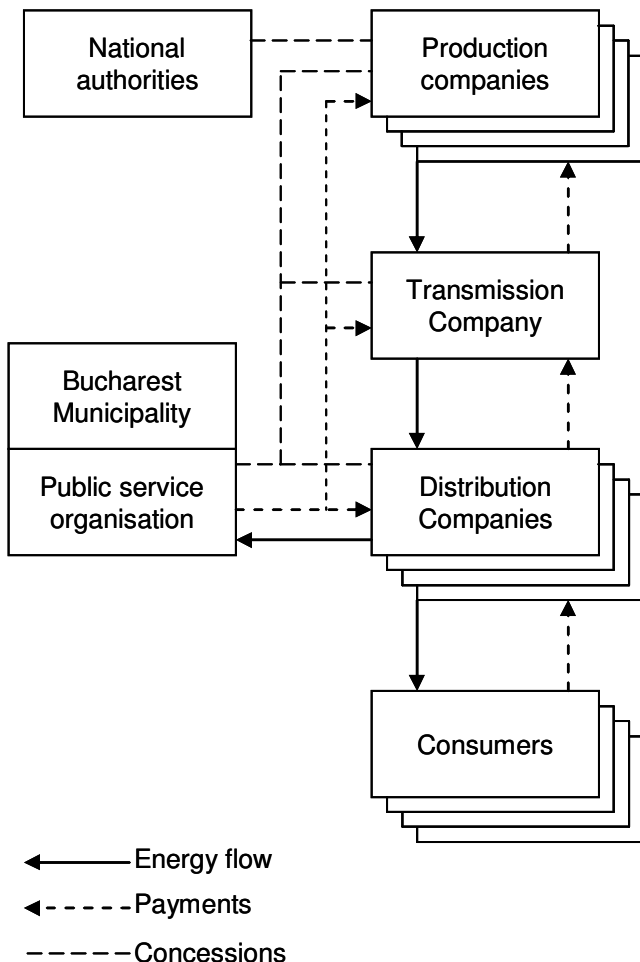 National
authorities
Production
companies
Transmission
Company
Bucharest
Municipality
Public service
organisation
Distribution
Companies
Consumers
Energy flow
Payments
Concessions